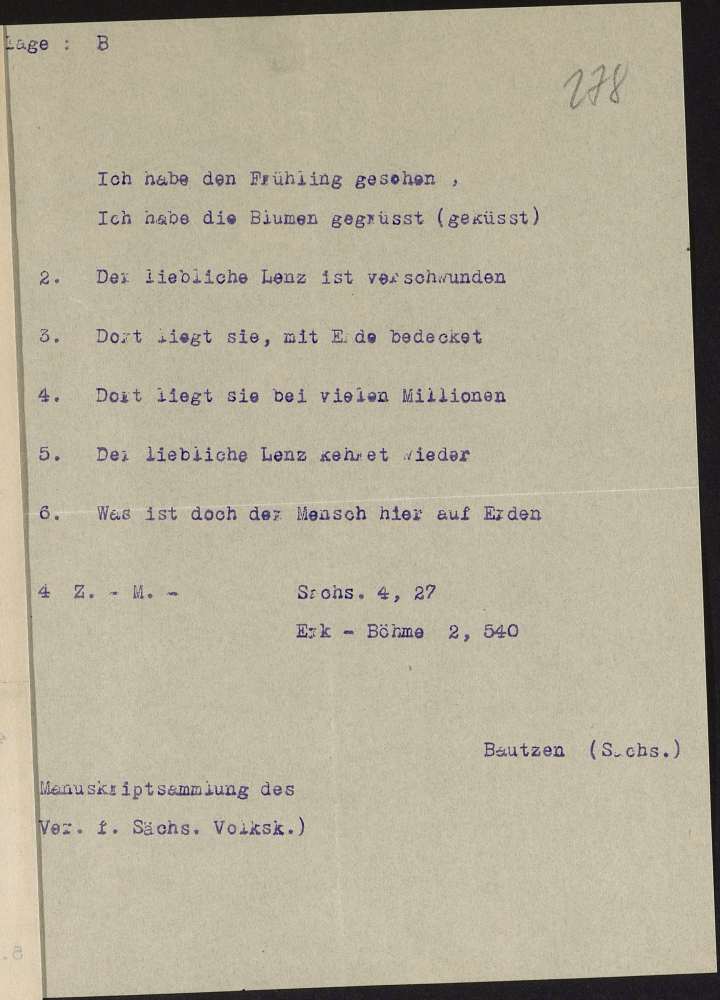 Lage : B
278
Ich habe den Frühling gesehen ,
Ich habe die Blumen gegrüsst (geküsst)
2. Der liebliche Lenz ist verschwunden
3. Dort liegt sie, mit Erde bedecket
4. Dort liegt sie bei vielen Millionen
5. Der liebliche Lenz kehret wieder
6. Was ist doch der Mensch hier auf Erden
4 Z. - M. - Sachs. 4, 27
Erk - Böhme 2, 540
Bautzen (Sachs.)
Manuskriptsammlung des
Ver. f. Sächs. Volksk.)